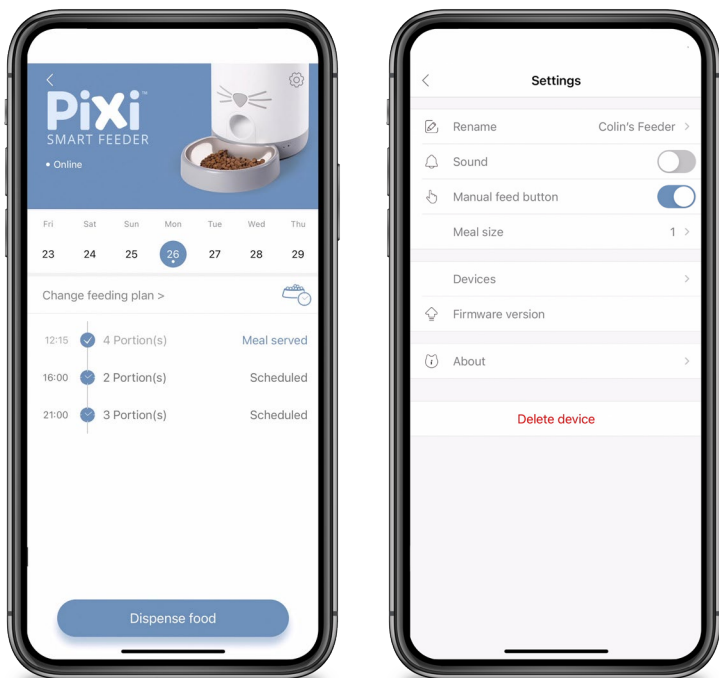 PiXi™
SMART FEEDER
• Online
Fri Sat Sun Mon Tue Wed Thu
23 24 25 26 27 28 29
Change feeding plan >
12:15 4 Portion(s) Meal served
16:00 2 Portion(s) Scheduled
21:00 3 Portion(s) Scheduled
Dispense food
Settings
Rename Colin's Feeder >
Sound
Manual feed button
Meal size 1 >
Devices >
Firmware version
About >
Delete device